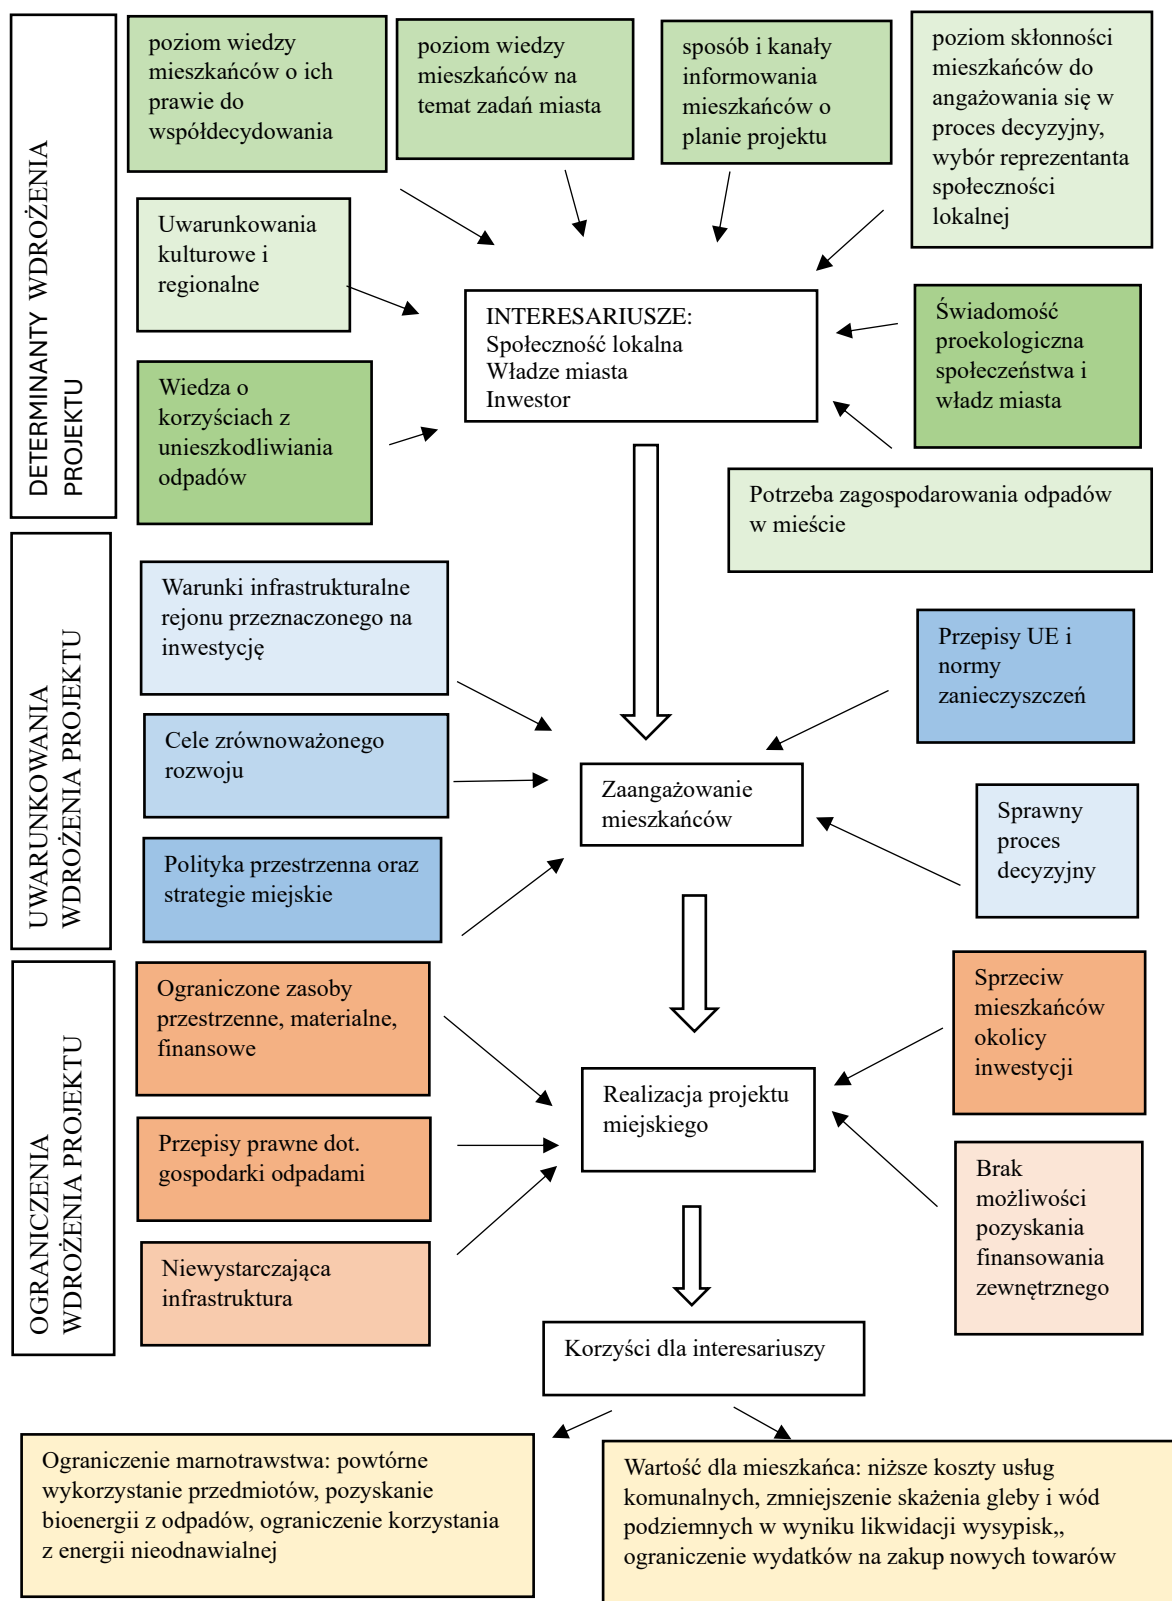 DETERMINANTY WDROŻENIA
PROJEKTU
poziom wiedzy
mieszkańców o ich
prawie do
współdecydowania
poziom wiedzy
mieszkańców na
temat zadań miasta
sposób i kanały
informowania
mieszkańców o
planie projektu
poziom skłonności
mieszkańców do
angażowania się w
proces decyzyjny,
wybór reprezentanta
społeczności
lokalnej
Uwarunkowania
kulturowe i
regionalne
INTERESARIUSZE:
Społeczność lokalna
Władze miasta
Inwestor
Świadomość
proekologiczna
społeczeństwa i
władz miasta
Wiedza o
korzyściach z
unieszkodliwiania
odpadów
Potrzeba zagospodarowania odpadów
w mieście
UWARUNKOWANIA
WDROŻENIA PROJEKTU
Warunki infrastrukturalne
rejonu przeznaczonego na
inwestycję
Przepisy UE i
normy
zanieczyszczeń
Cele zrównoważonego
rozwoju
Zaangażowanie
mieszkańców
Sprawny
proces
decyzyjny
Polityka przestrzenna oraz
strategie miejskie
OGRANICZENIA
WDROŻENIA PROJEKTU
Ograniczone zasoby
przestrzenne, materialne,
finansowe
Sprzeciw
mieszkańców
okolicy
inwestycji
Realizacja projektu
miejskiego
Przepisy prawne dot.
gospodarki odpadami
Brak
możliwości
pozyskania
finansowania
zewnętrznego
Niewystarczająca
infrastruktura
Korzyści dla interesariuszy
Ograniczenie marnotrawstwa: powtórne
wykorzystanie przedmiotów, pozyskanie
bioenergii z odpadów, ograniczenie korzystania
z energii nieodnawialnej
Wartość dla mieszkańca: niższe koszty usług
komunalnych, zmniejszenie skażenia gleby i wód
podziemnych w wyniku likwidacji wysypisk,,
ograniczenie wydatków na zakup nowych towarów